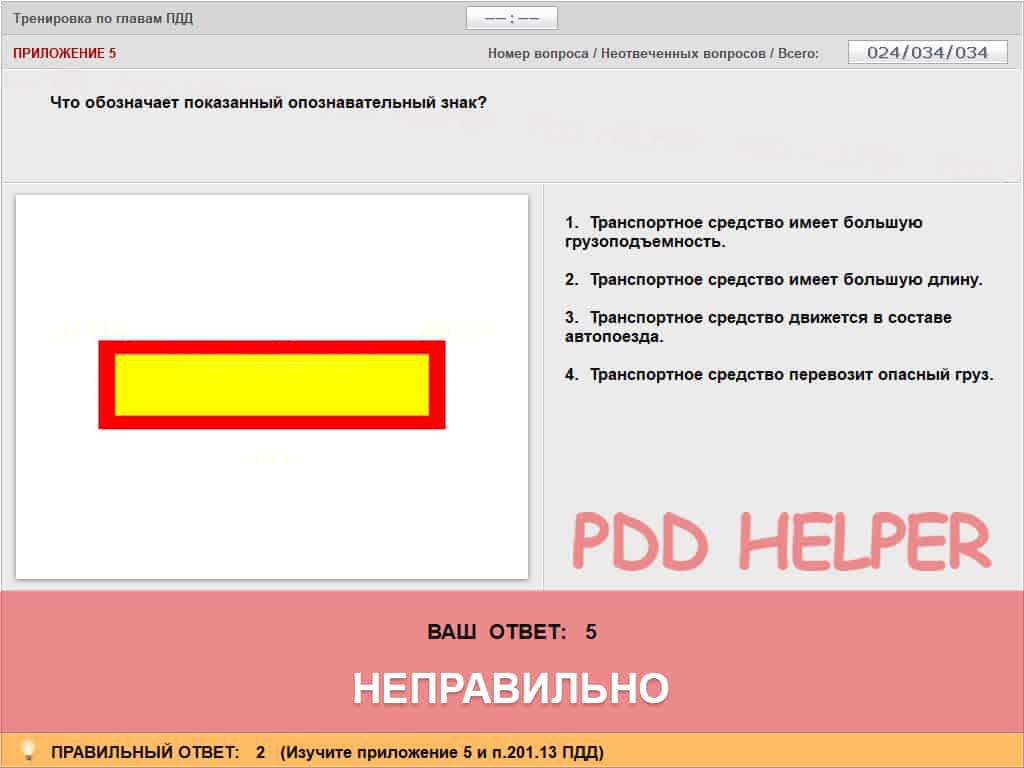 Тренировка по главам ПДД
–– : ––
ПРИЛОЖЕНИЕ 5
Номер вопроса / Неотвеченных вопросов / Всего:
024/034/034
Что обозначает показанный опознавательный знак?
1. Транспортное средство имеет большую
грузоподъемность.
2. Транспортное средство имеет большую длину.
3. Транспортное средство движется в составе
автопоезда.
4. Транспортное средство перевозит опасный груз.
PDD HELPER
ВАШ ОТВЕТ: 5
НЕПРАВИЛЬНО
ПРАВИЛЬНЫЙ ОТВЕТ: 2 (Изучите приложение 5 и п.201.13 ПДД)